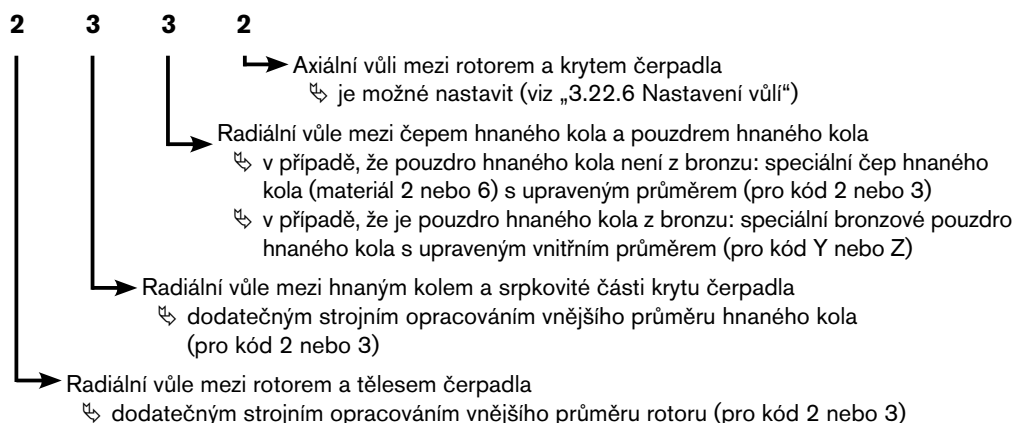 2 3 3 2
Axiální vůli mezi rotorem a krytem čerpadla
je možné nastavit (viz „3.22.6 Nastavení vůlí“)
Radiální vůle mezi čepem hnaného kola a pouzdrem hnaného kola
v případě, že pouzdro hnaného kola není z bronzu: speciální čep hnaného
kola (materiál 2 nebo 6) s upraveným průměrem (pro kód 2 nebo 3)
v případě, že je pouzdro hnaného kola z bronzu: speciální bronzové pouzdro
hnaného kola s upraveným vnitřním průměrem (pro kód Y nebo Z)
Radiální vůle mezi hnaným kolem a srpkovité části krytu čerpadla
dodatečným strojním opracováním vnějšího průměru hnaného kola
(pro kód 2 nebo 3)
Radiální vůle mezi rotorem a tělesem čerpadla
dodatečným strojním opracováním vnějšího průměru rotoru (pro kód 2 nebo 3)